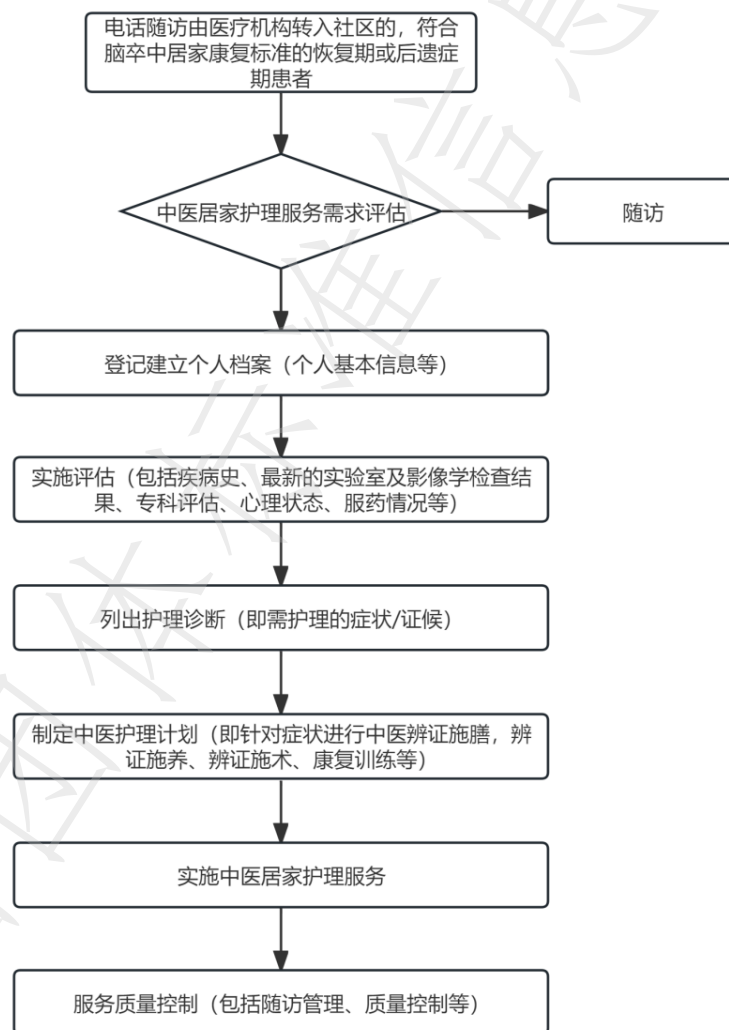 电话随访由医疗机构转入社区的，符合
脑卒中居家康复标准的恢复期或后遗症
期患者
中医居家护理服务需求评估
随访
登记建立个人档案（个人基本信息等）
实施评估（包括疾病史、最新的实验室及影像学检查结
果、专科评估、心理状态、服药情况等）
列出护理诊断（即需护理的症状/证候）
制定中医护理计划（即针对症状进行中医辨证施膳，辨
证施养、辨证施术、康复训练等）
实施中医居家护理服务
服务质量控制（包括随访管理、质量控制等）
团体标准信息